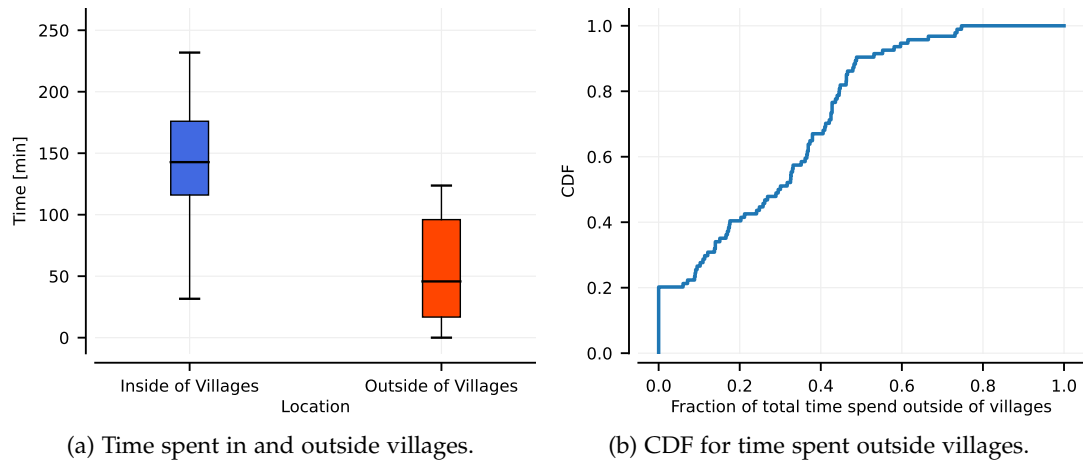 250
200
150
100
50
0
Time [min]
Inside of Villages
Outside of Villages
Location
(a) Time spent in and outside villages.
1.0
0.8
0.6
0.4
0.2
0.0
CDF
0.0 0.2 0.4 0.6 0.8 1.0
Fraction of total time spend outside of villages
(b) CDF for time spent outside villages.